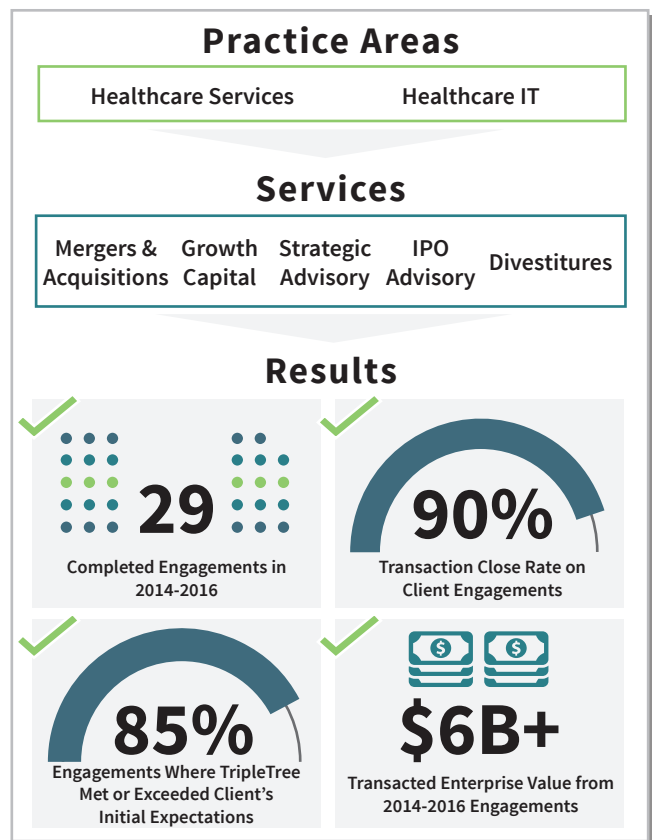 Practice Areas
Healthcare Services Healthcare IT
Services
Mergers & Acquisitions
Growth Capital
Strategic Advisory
IPO Advisory
Divestitures
Results
29
Completed Engagements in
2014-2016
90%
Transaction Close Rate on
Client Engagements
85%
Engagements Where TripleTree
Met or Exceeded Client's
Initial Expectations
$ $
$6B+
Transacted Enterprise Value from
2014-2016 Engagements